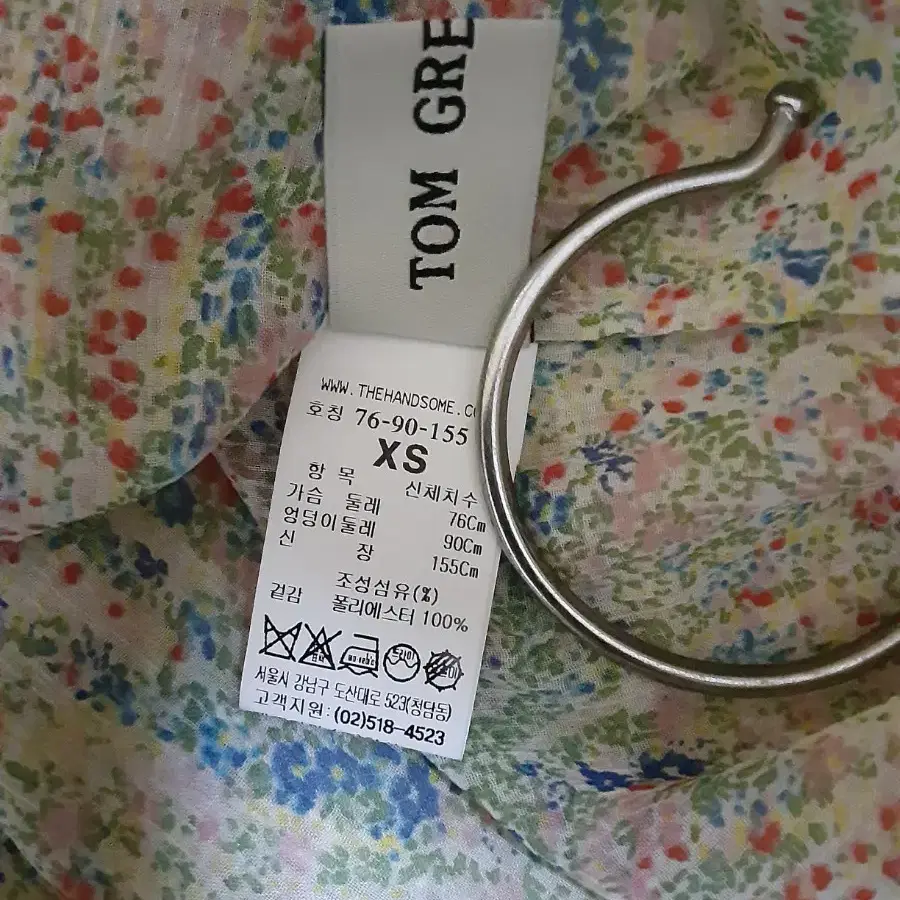 TOM GRE
WWW.THEHANDSOME.C
호칭 76-90-155
XS
항 목 신체치수
가슴 둘레 76Cm
엉덩이둘레 90Cm
신 장 155Cm
조성섬유(%)
겉감 폴리에스터 100%
서울시 강남구 도산대로 523(청담동)
고객지원:(02)518-4523